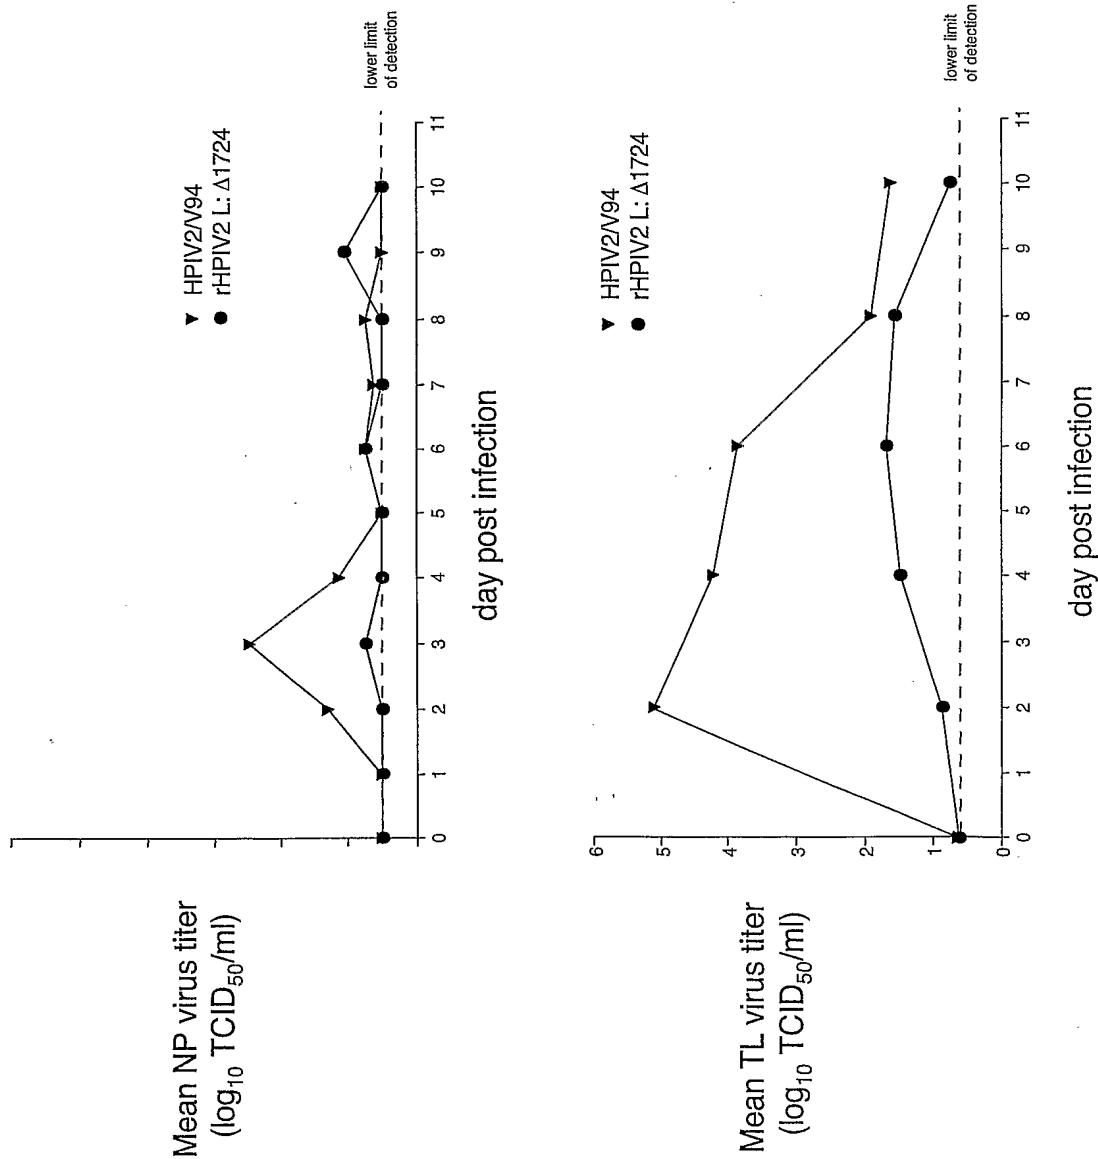 Mean NP virus titer
(log₁₀ TCID₅₀/ml)
▼ HPIV2/V94
● rHPIV2 L: Δ1724
lower limit
of detection
0 1 2 3 4 5 6 7 8 9 10 11
day post infection
Mean TL virus titer
(log₁₀ TCID₅₀/ml)
6
5
4
3
2
1
0
▼ HPIV2/V94
● rHPIV2 L: Δ1724
lower limit
of detection
0 1 2 3 4 5 6 7 8 9 10 11
day post infection